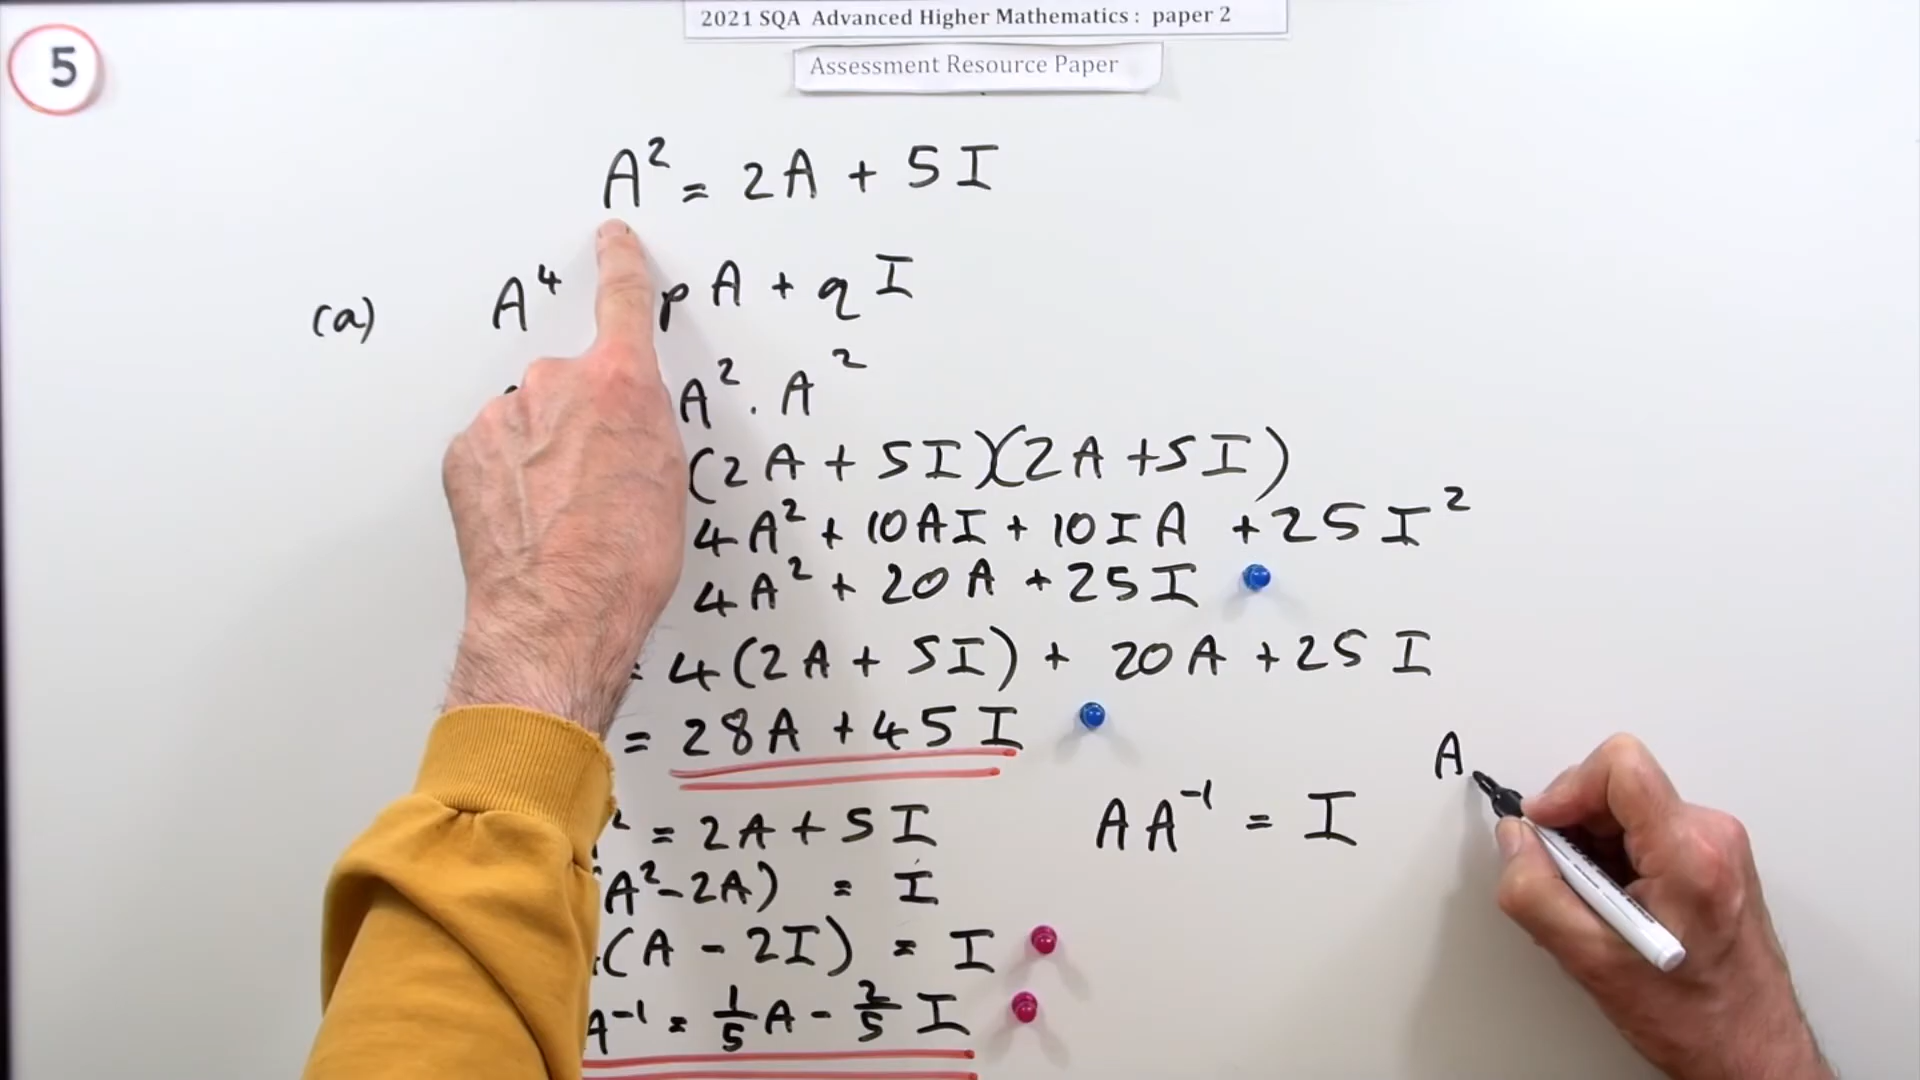 2021 SQA Advanced Higher Mathematics : paper 2
Assessment Resource Paper
5
A² = 2A + 5I
(a) A⁴ pA + qI
A² . A²
(2A + 5I)(2A + 5I)
4A² + 10AI + 10IA + 25I²
4A² + 20A + 25I
= 4(2A + 5I) + 20A + 25I
= 28A + 45I
² = 2A + 5I
(A² - 2A) = I
(A - 2I) = I
A⁻¹ = 1/5 A - 2/5 I
AA⁻¹ = I
A